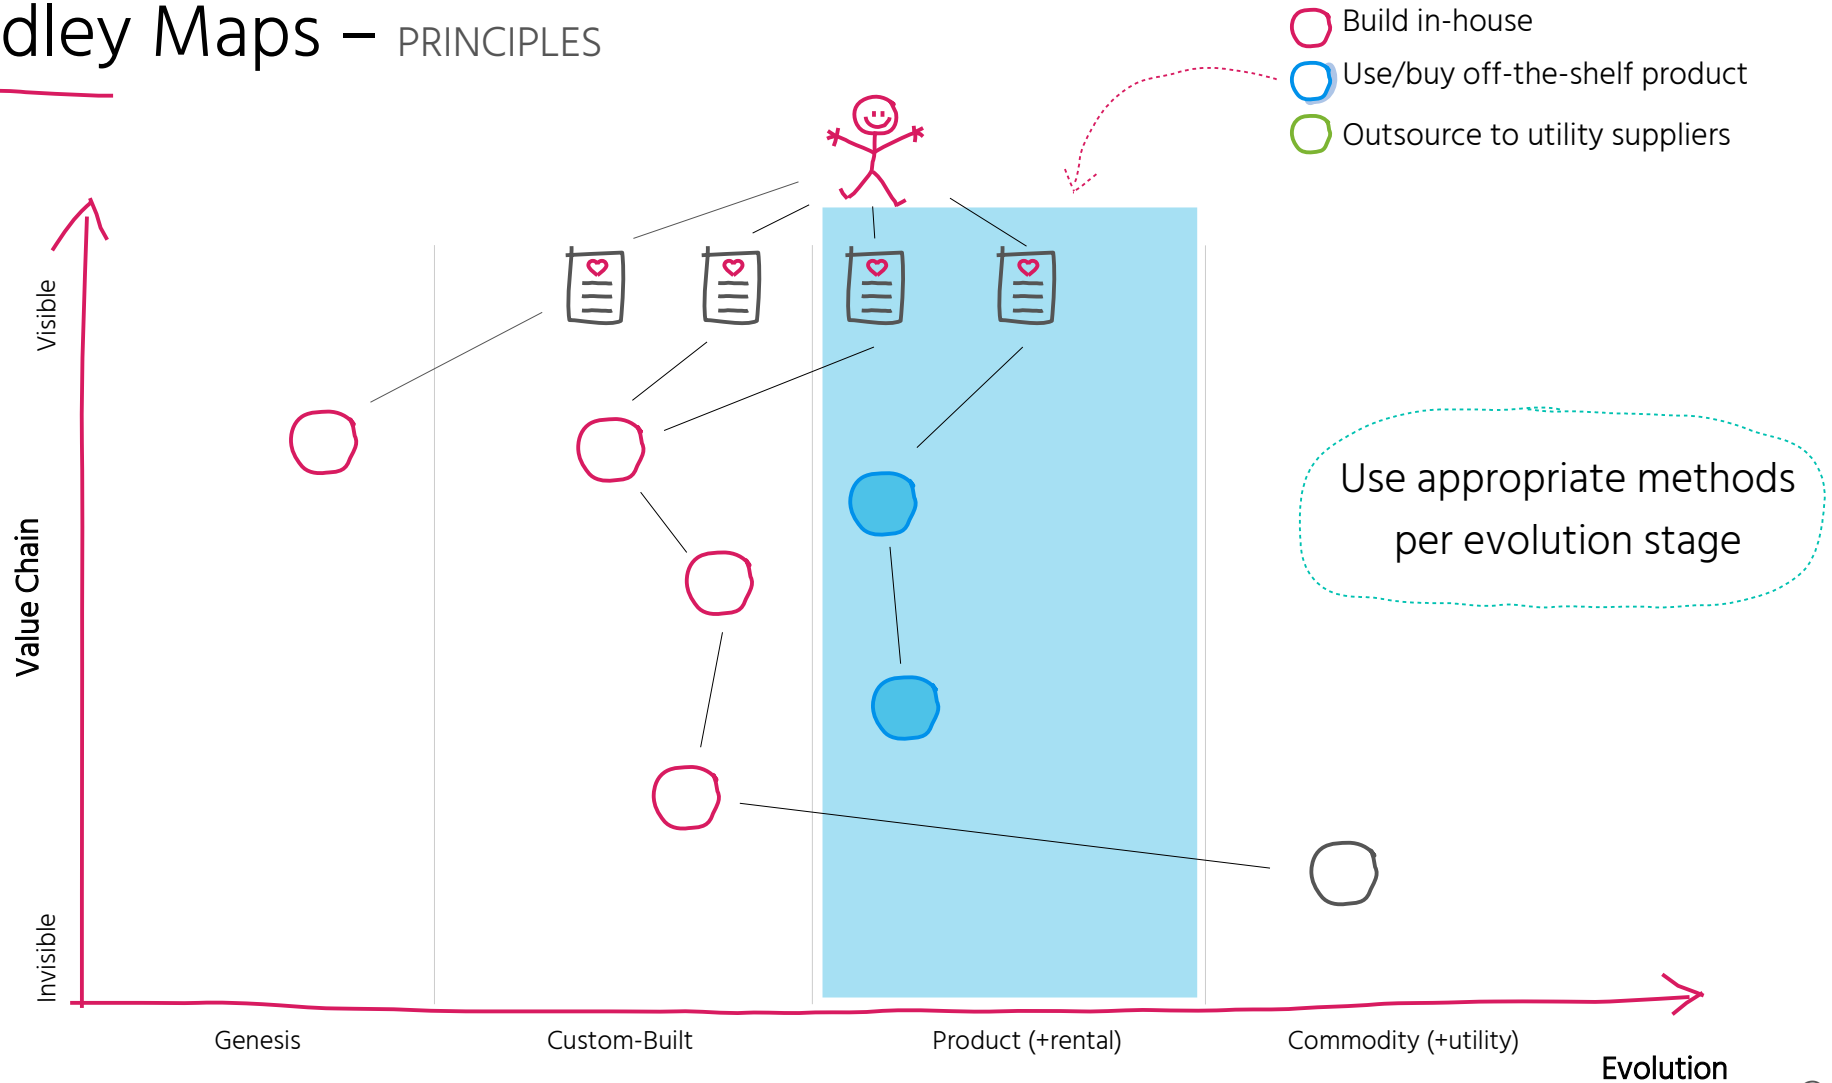 dley Maps – PRINCIPLES
Build in-house
Use/buy off-the-shelf product
Outsource to utility suppliers
Visible
Value Chain
Invisible
Use appropriate methods
per evolution stage
Genesis
Custom-Built
Product (+rental)
Commodity (+utility)
Evolution